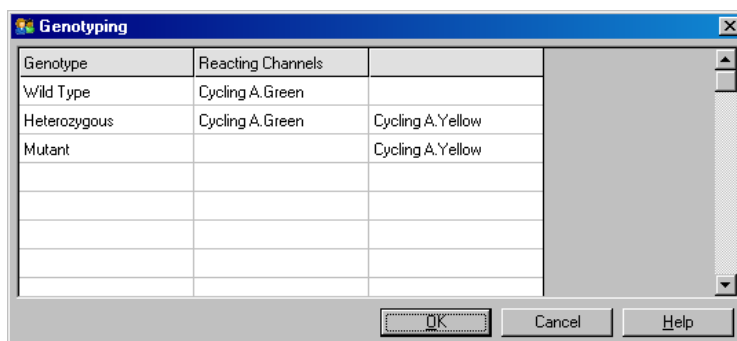 Genotyping
Genotype Reacting Channels
Wild Type Cycling A.Green
Heterozygous Cycling A.Green Cycling A.Yellow
Mutant Cycling A.Yellow
OK Cancel Help